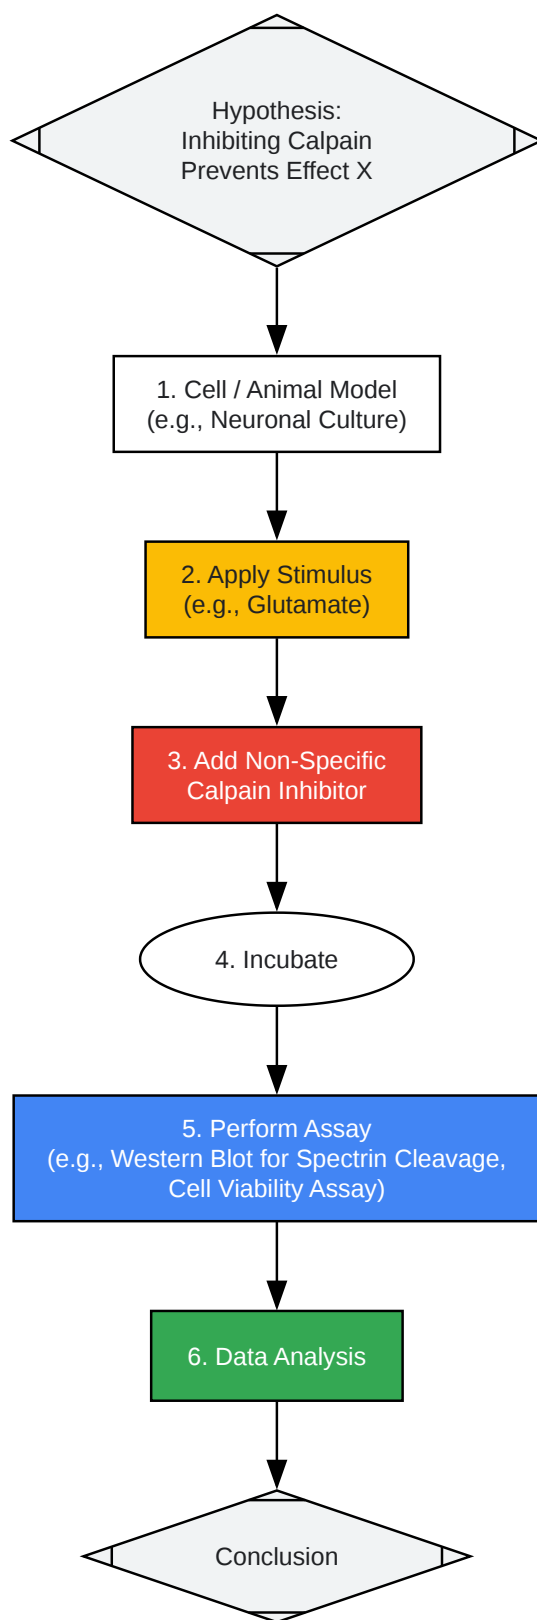 Hypothesis:
Inhibiting Calpain
Prevents Effect X
1. Cell / Animal Model
(e.g., Neuronal Culture)
2. Apply Stimulus
(e.g., Glutamate)
3. Add Non-Specific
Calpain Inhibitor
4. Incubate
5. Perform Assay
(e.g., Western Blot for Spectrin Cleavage,
Cell Viability Assay)
6. Data Analysis
Conclusion